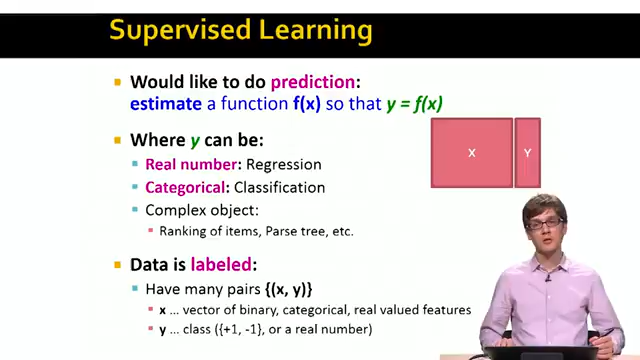 Supervised Learning
Would like to do prediction:
estimate a function f(x) so that y = f(x)
Where y can be:
Real number: Regression
Categorical: Classification
Complex object:
Ranking of items, Parse tree, etc.
Data is labeled:
Have many pairs {(x, y)}
x ... vector of binary, categorical, real valued features
y ... class ({+1, -1}, or a real number)
X
Y